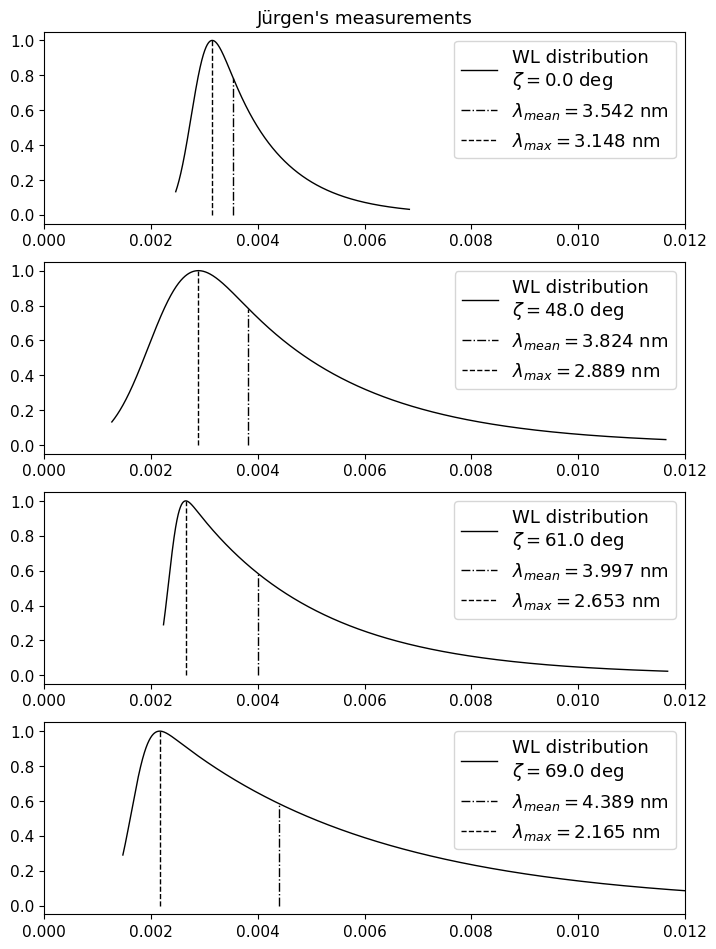 Jürgen's measurements
1.0
0.8
0.6
0.4
0.2
0.0
WL distribution
ζ = 0.0 deg
λmean = 3.542 nm
λmax = 3.148 nm
0.000 0.002 0.004 0.006 0.008 0.010 0.012
1.0
0.8
0.6
0.4
0.2
0.0
WL distribution
ζ = 48.0 deg
λmean = 3.824 nm
λmax = 2.889 nm
0.000 0.002 0.004 0.006 0.008 0.010 0.012
1.0
0.8
0.6
0.4
0.2
0.0
WL distribution
ζ = 61.0 deg
λmean = 3.997 nm
λmax = 2.653 nm
0.000 0.002 0.004 0.006 0.008 0.010 0.012
1.0
0.8
0.6
0.4
0.2
0.0
WL distribution
ζ = 69.0 deg
λmean = 4.389 nm
λmax = 2.165 nm
0.000 0.002 0.004 0.006 0.008 0.010 0.012